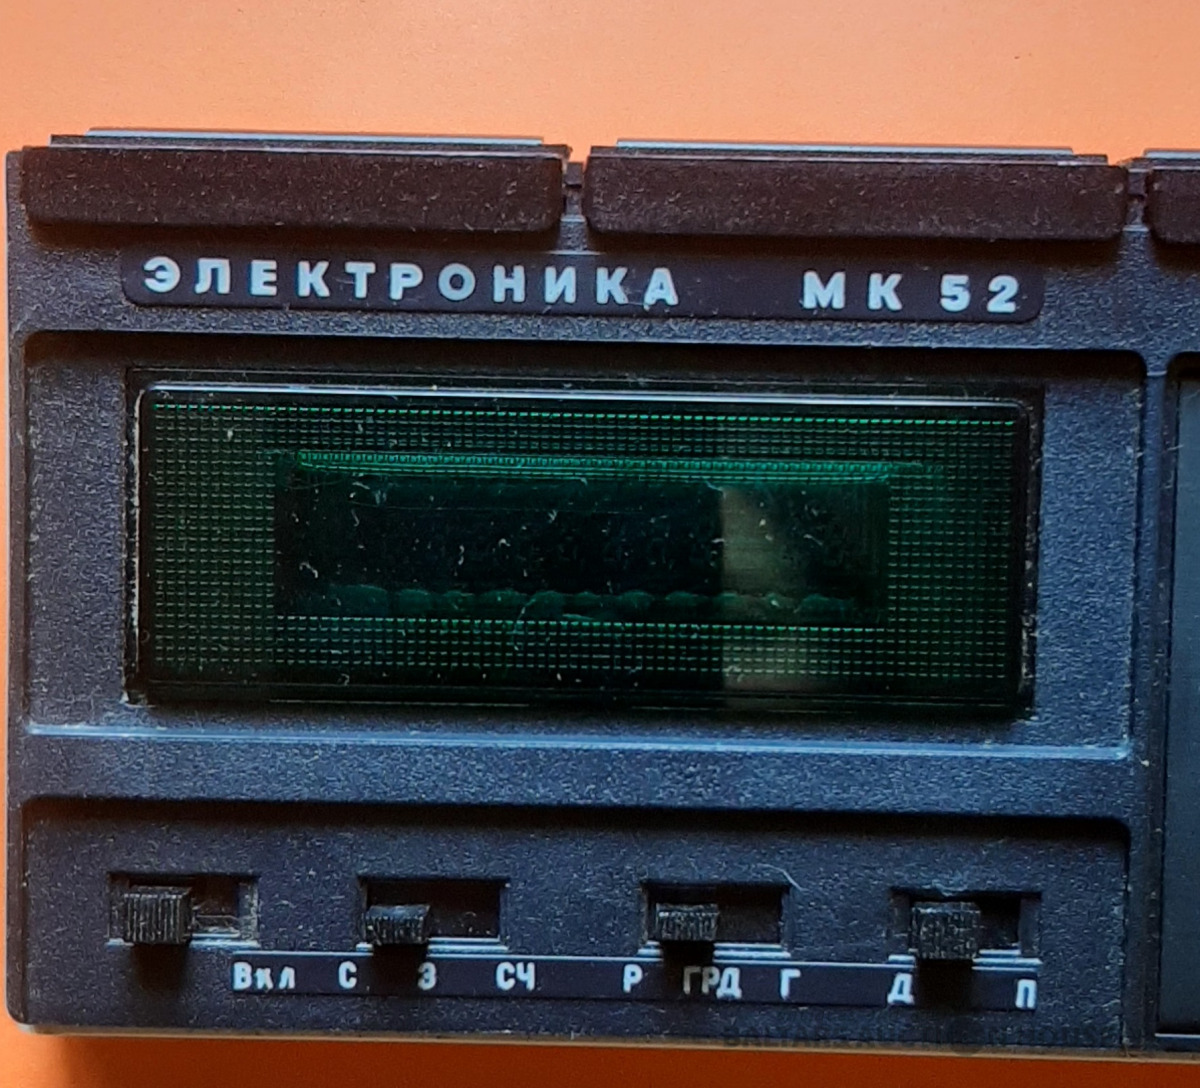 ЭЛЕКТРОНИКА МК 52
Вкл С З СЧ Р ГРД Г Д П